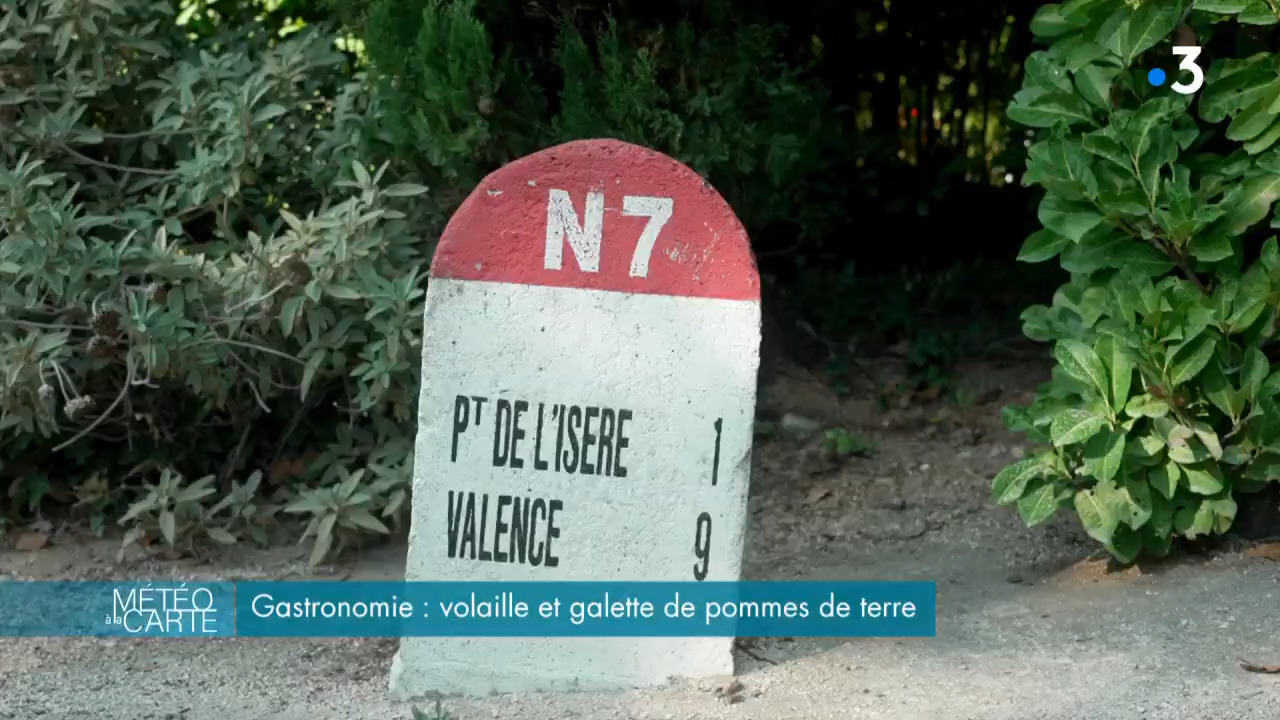 3
N7
PT DE L'ISERE 1
VALENCE 9
MÉTÉO
à la CARTE
Gastronomie : volaille et galette de pommes de terre